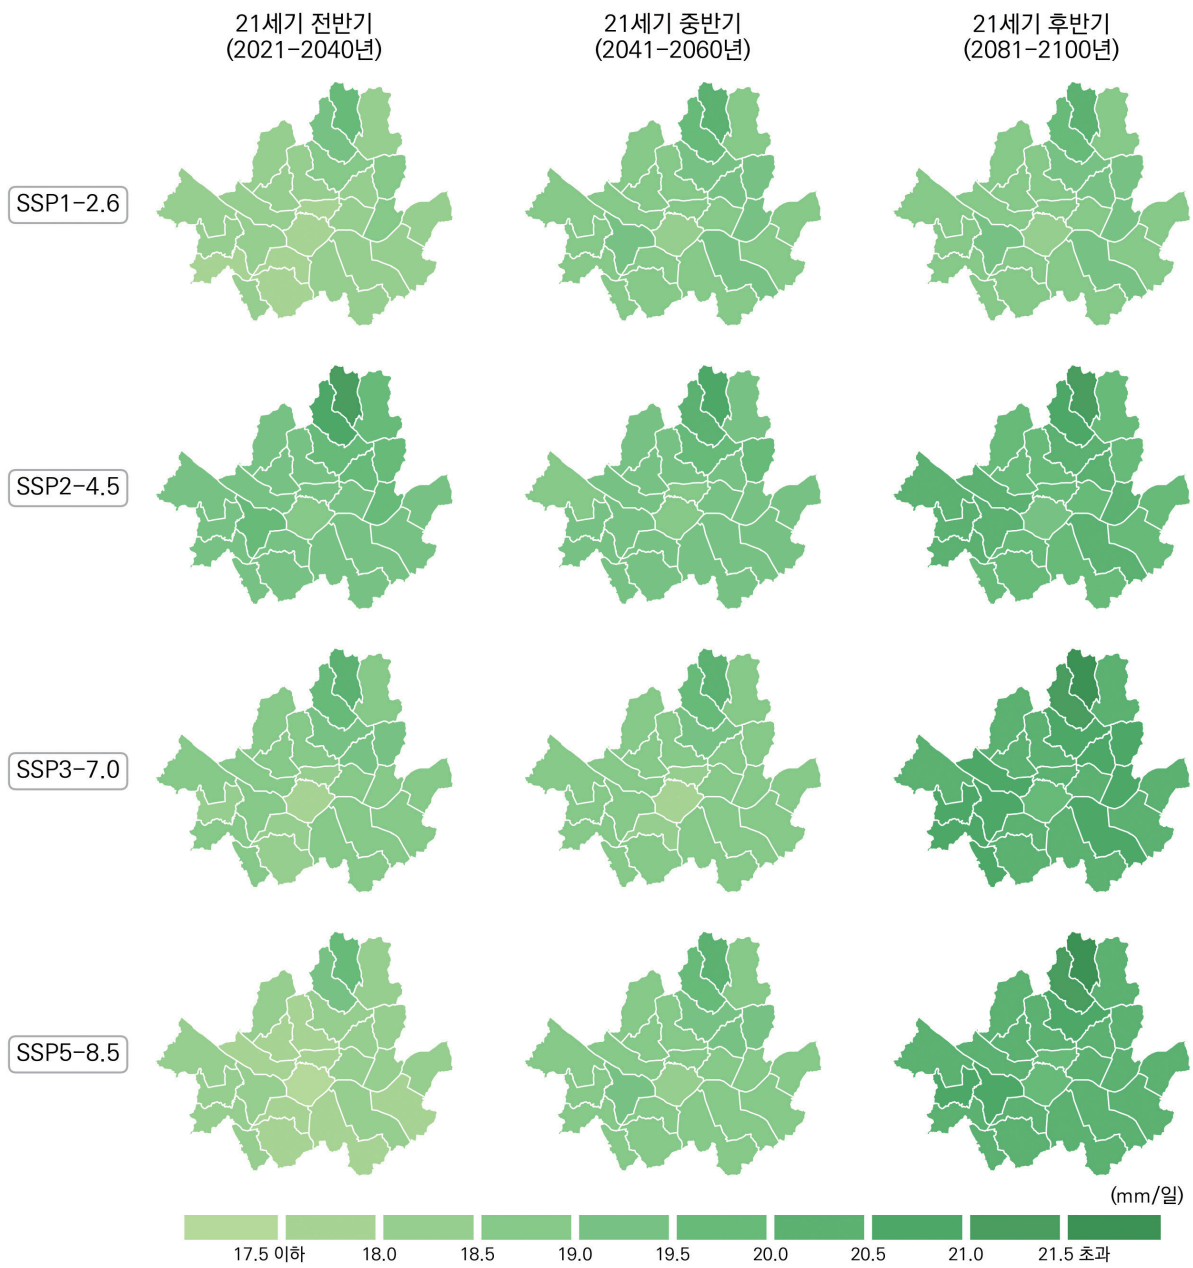 21세기 전반기
(2021-2040년)
21세기 중반기
(2041-2060년)
21세기 후반기
(2081-2100년)
SSP1-2.6
SSP2-4.5
SSP3-7.0
SSP5-8.5
(mm/일)
17.5 이하 18.0 18.5 19.0 19.5 20.0 20.5 21.0 21.5 초과